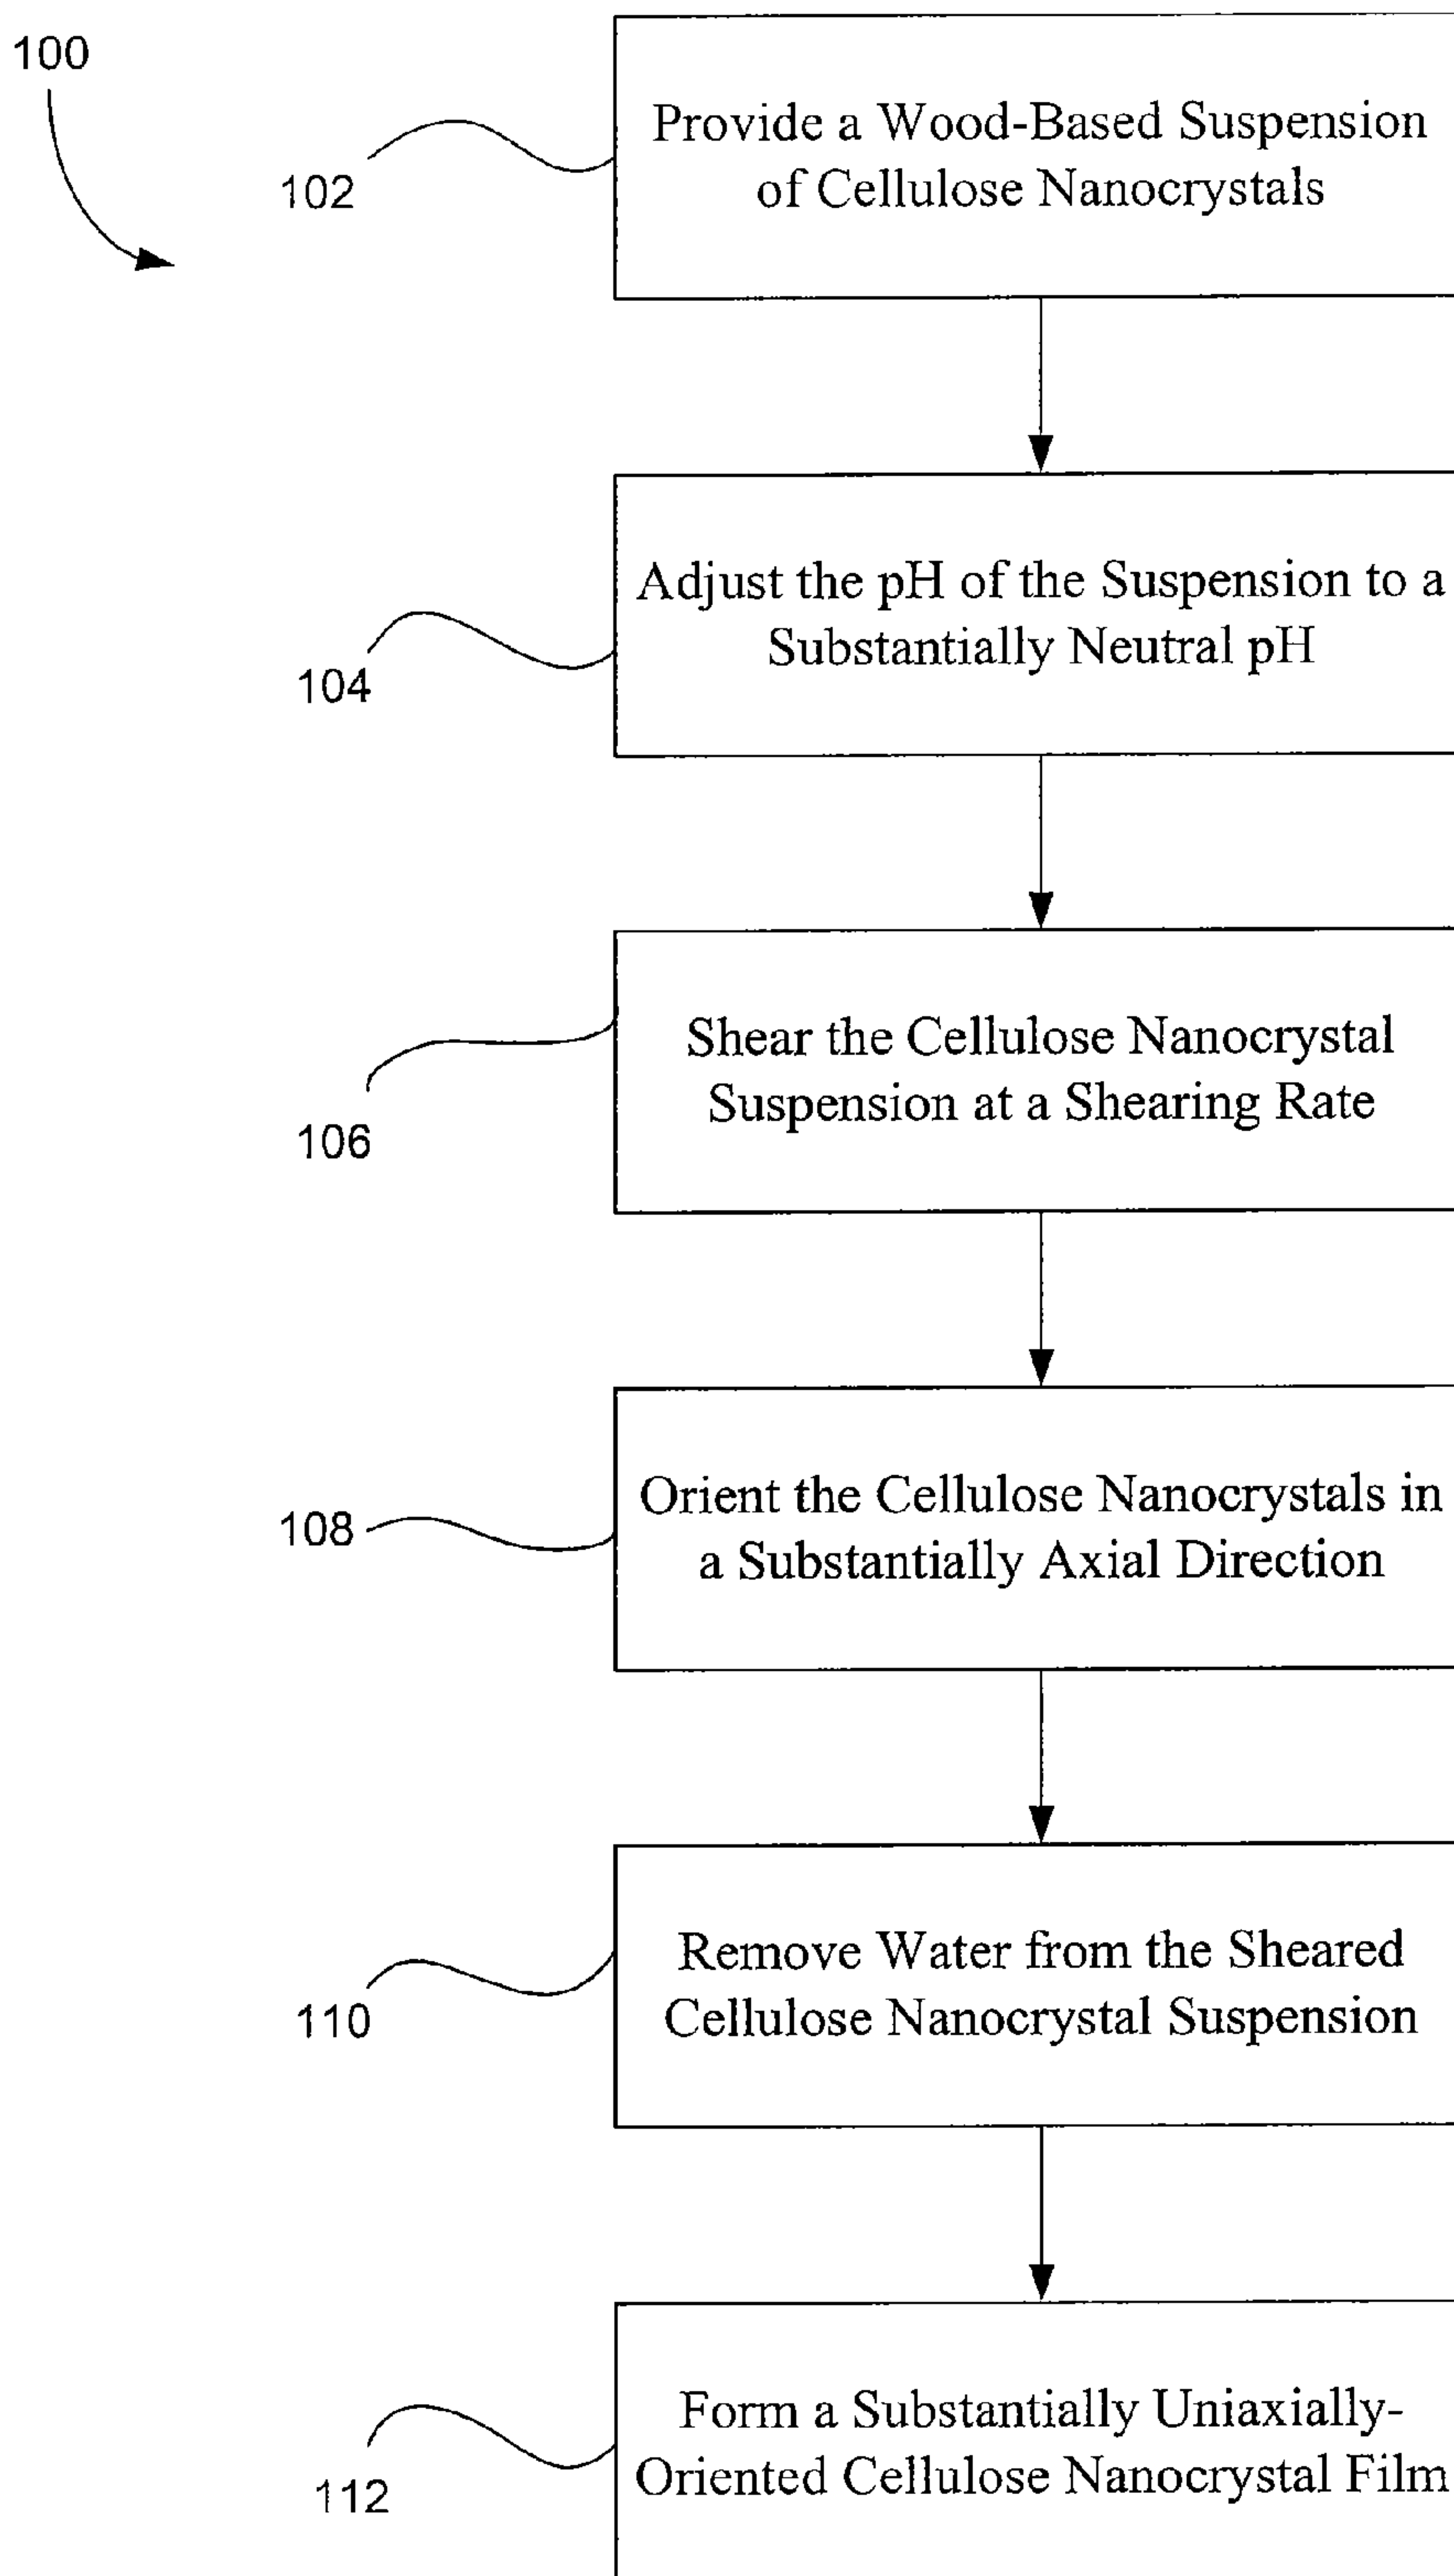 100
Provide a Wood-Based Suspension
of Cellulose Nanocrystals
102
Adjust the pH of the Suspension to a
Substantially Neutral pH
104
Shear the Cellulose Nanocrystal
Suspension at a Shearing Rate
106
Orient the Cellulose Nanocrystals in
a Substantially Axial Direction
108
Remove Water from the Sheared
Cellulose Nanocrystal Suspension
110
Form a Substantially Uniaxially-
Oriented Cellulose Nanocrystal Film
112